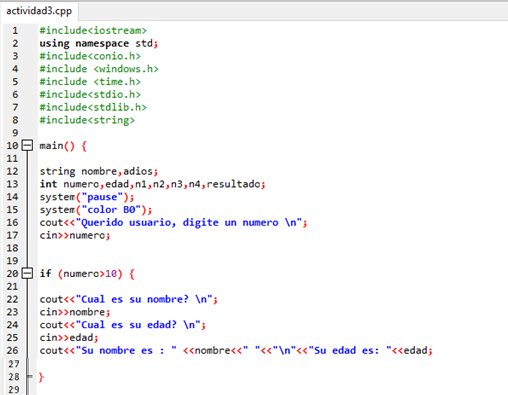 actividad3.cpp
1 #include<iostream>
2 using namespace std;
3 #include<conio.h>
4 #include <windows.h>
5 #include <time.h>
6 #include<stdio.h>
7 #include<stdlib.h>
8 #include<string>
9
10 main() {
11
12 string nombre,adios;
13 int numero,edad,n1,n2,n3,n4,resultado;
14 system("pause");
15 system("color B0");
16 cout<<"Querido usuario, digite un numero \n";
17 cin>>numero;
18
19
20 if (numero>10) {
21
22 cout<<"Cual es su nombre? \n";
23 cin>>nombre;
24 cout<<"Cual es su edad? \n";
25 cin>>edad;
26 cout<<"Su nombre es : " <<nombre<<" "<<"\n"<<"Su edad es: "<<edad;
27
28 }
29